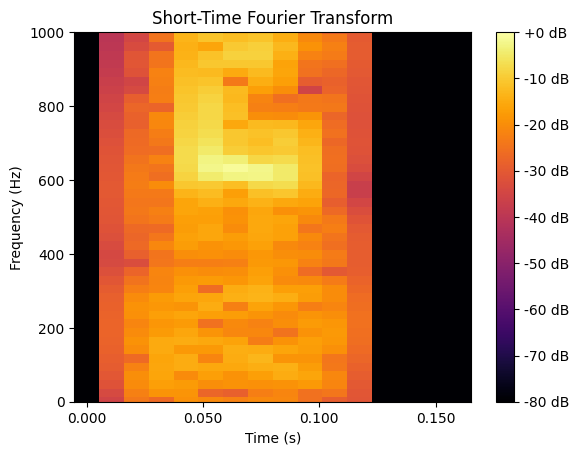 Short-Time Fourier Transform
Frequency (Hz)
1000
800
600
400
200
0
0.000
0.050
0.100
0.150
Time (s)
+0 dB
-10 dB
-20 dB
-30 dB
-40 dB
-50 dB
-60 dB
-70 dB
-80 dB